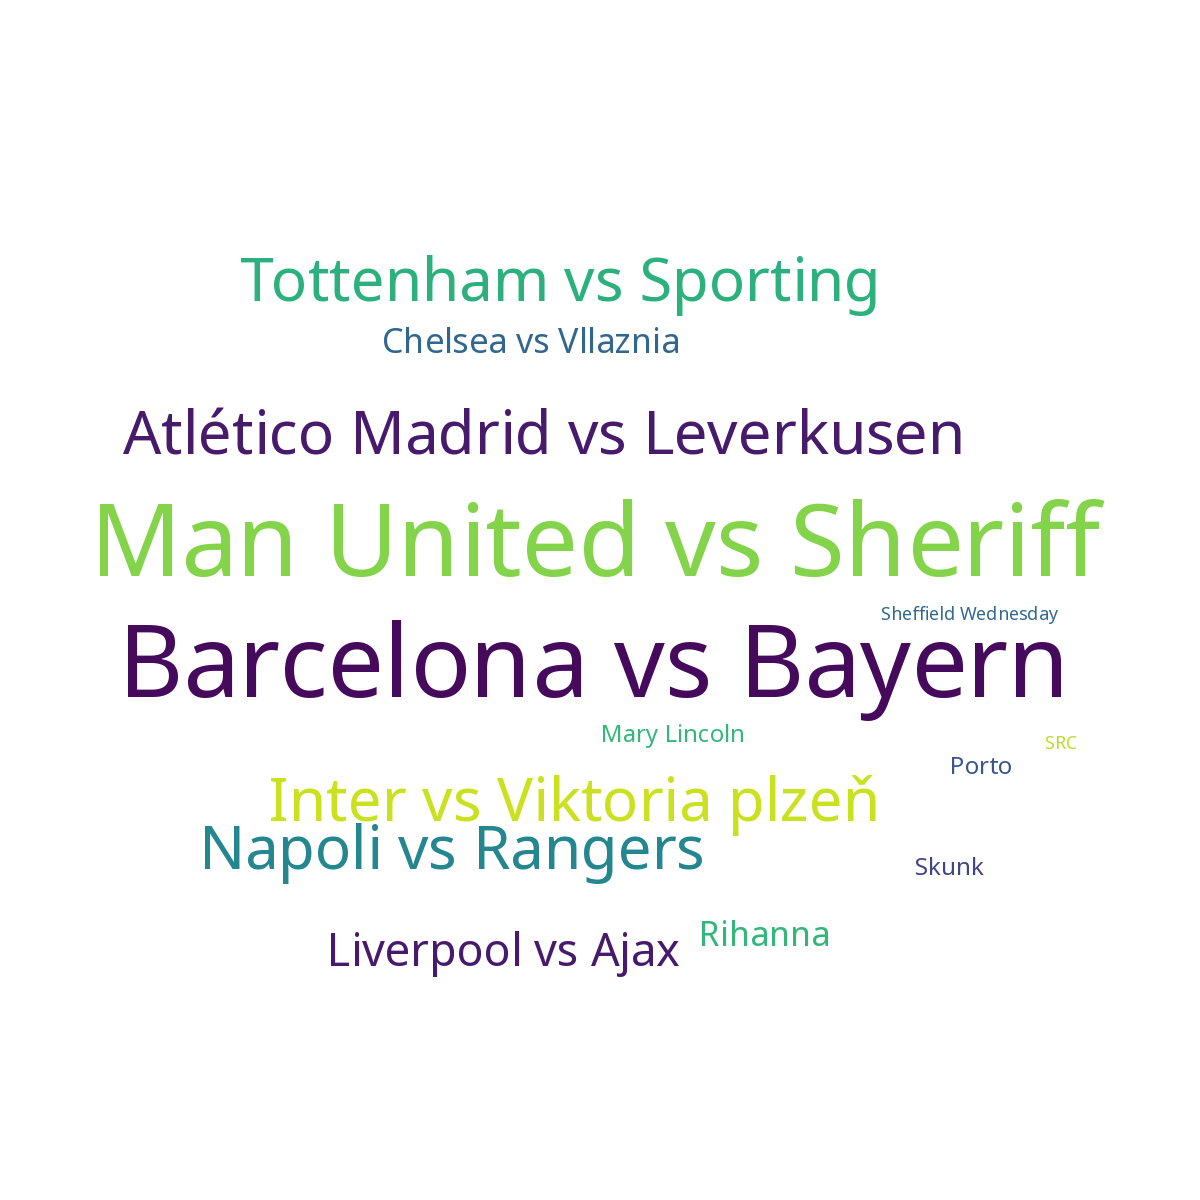 Tottenham vs Sporting
Chelsea vs Vllaznia
Atlético Madrid vs Leverkusen
Man United vs Sheriff
Sheffield Wednesday
Barcelona vs Bayern
Mary Lincoln
SRC
Porto
Inter vs Viktoria plzeň
Napoli vs Rangers
Skunk
Rihanna
Liverpool vs Ajax